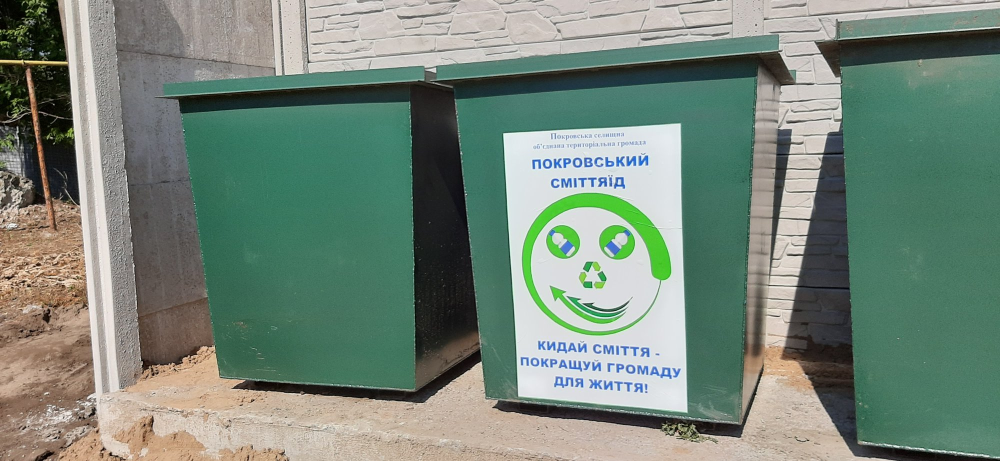 Покровська селищна
об’єднана територіальна громада
ПОКРОВСЬКИЙ
СМІТТЯЇД
КИДАЙ СМІТТЯ -
ПОКРАЩУЙ ГРОМАДУ
ДЛЯ ЖИТТЯ!